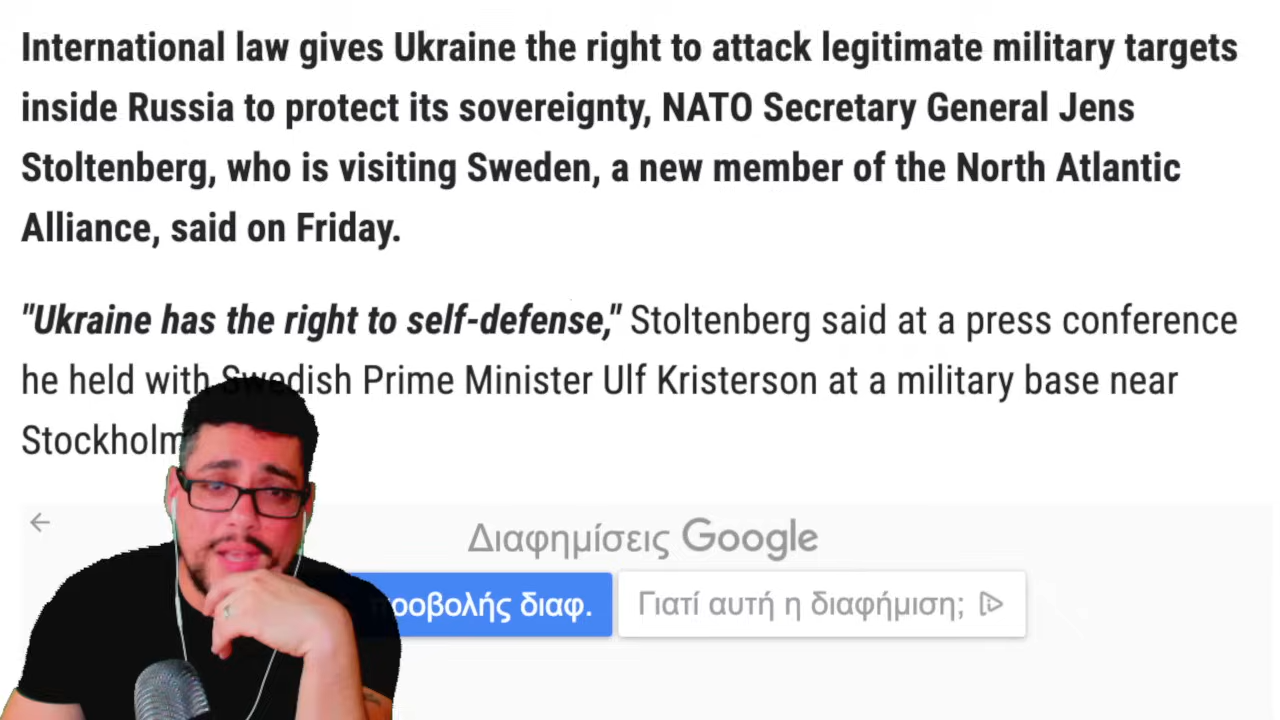 International law gives Ukraine the right to attack legitimate military targets
inside Russia to protect its sovereignty, NATO Secretary General Jens
Stoltenberg, who is visiting Sweden, a new member of the North Atlantic
Alliance, said on Friday.
"Ukraine has the right to self-defense," Stoltenberg said at a press conference
he held with Swedish Prime Minister Ulf Kristerson at a military base near
Stockholm
Διαφημίσεις Google
διαφ.
Γιατί αυτή η διαφήμιση;